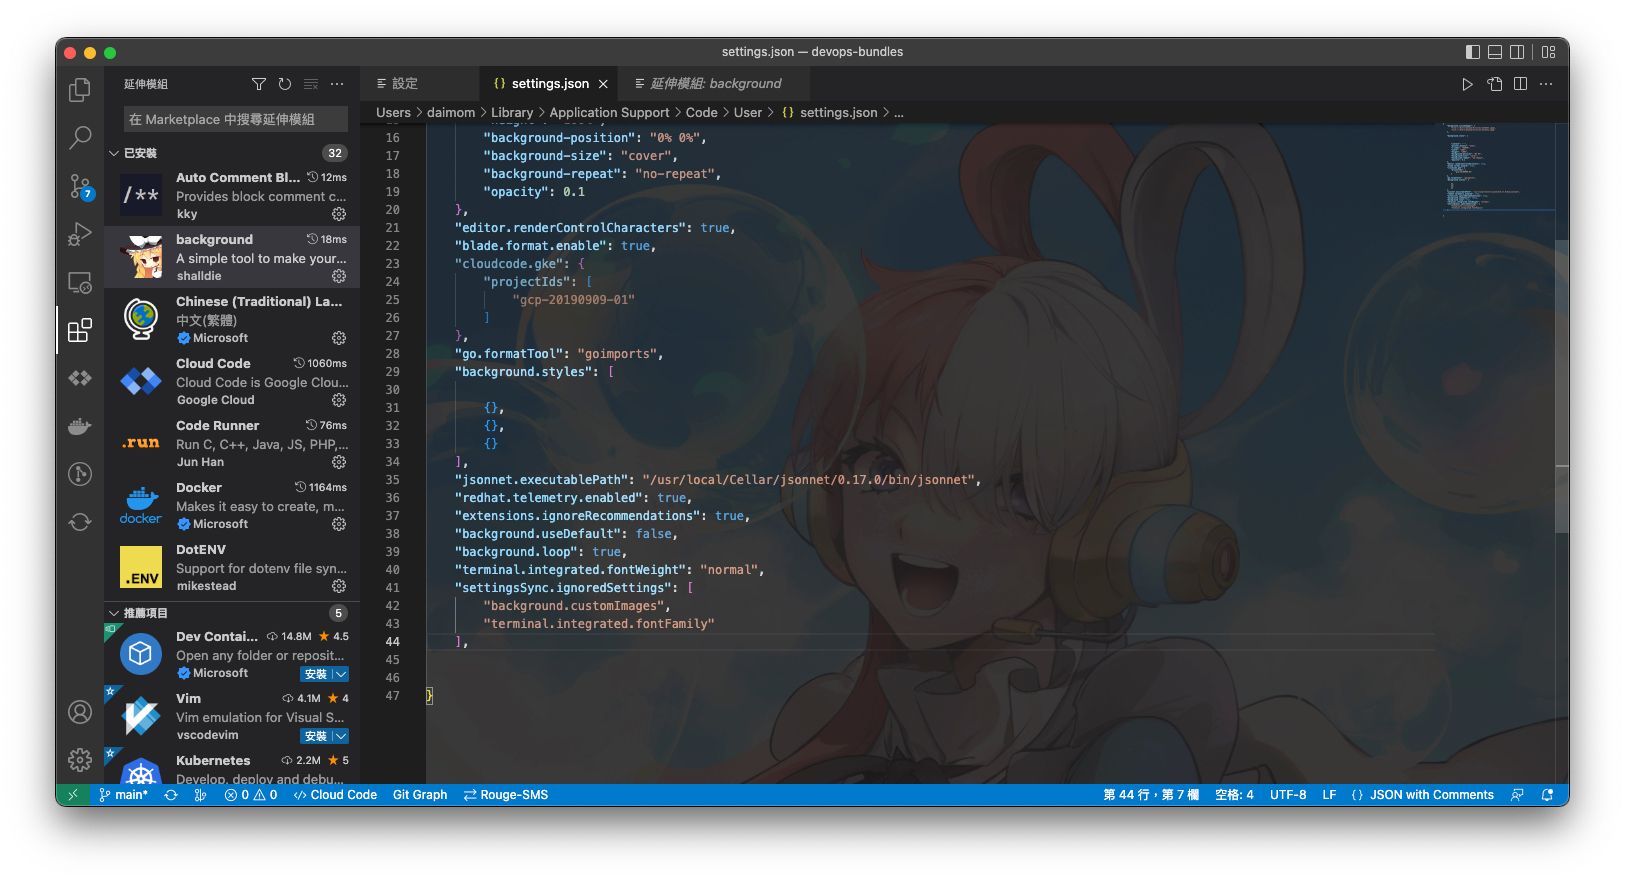 settings.json — devops-bundles
延伸模組
設定
settings.json
延伸模組: background
在 Marketplace 中搜尋延伸模組
Users > daimom > Library > Application Support > Code > User > {} settings.json > ...
已安裝 32
Auto Comment Bl... 12ms
Provides block comment c...
kky
background 18ms
A simple tool to make your...
shalldie
Chinese (Traditional) La...
中文(繁體)
Microsoft
Cloud Code 1060ms
Cloud Code is Google Clou...
Google Cloud
Code Runner 76ms
Run C, C++, Java, JS, PHP,...
Jun Han
.run
Docker 1164ms
Makes it easy to create, m...
Microsoft
docker
DotENV
Support for dotenv file syn...
mikestead
.ENV
推薦項目 5
Dev Contai... 14.8M ★ 4.5
Open any folder or reposit...
Microsoft 安裝
Vim 4.1M ★ 4
Vim emulation for Visual S...
vscodevim 安裝
Kubernetes 2.2M ★ 5
Develop, deploy and debu...
7
/**
16 "background-position": "0% 0%",
17 "background-size": "cover",
18 "background-repeat": "no-repeat",
19 "opacity": 0.1
20 },
21 "editor.renderControlCharacters": true,
22 "blade.format.enable": true,
23 "cloudcode.gke": {
24 "projectIds": [
25 "gcp-20190909-01"
26 ]
27 },
28 "go.formatTool": "goimports",
29 "background.styles": [
30
31 {},
32 {},
33 {}
34 ],
35 "jsonnet.executablePath": "/usr/local/Cellar/jsonnet/0.17.0/bin/jsonnet",
36 "redhat.telemetry.enabled": true,
37 "extensions.ignoreRecommendations": true,
38 "background.useDefault": false,
39 "background.loop": true,
40 "terminal.integrated.fontWeight": "normal",
41 "settingsSync.ignoredSettings": [
42 "background.customImages",
43 "terminal.integrated.fontFamily"
44 ],
45
46
47 }
main* 0 0 Cloud Code Git Graph Rouge-SMS
第 44 行，第 7 欄 空格: 4 UTF-8 LF {} JSON with Comments